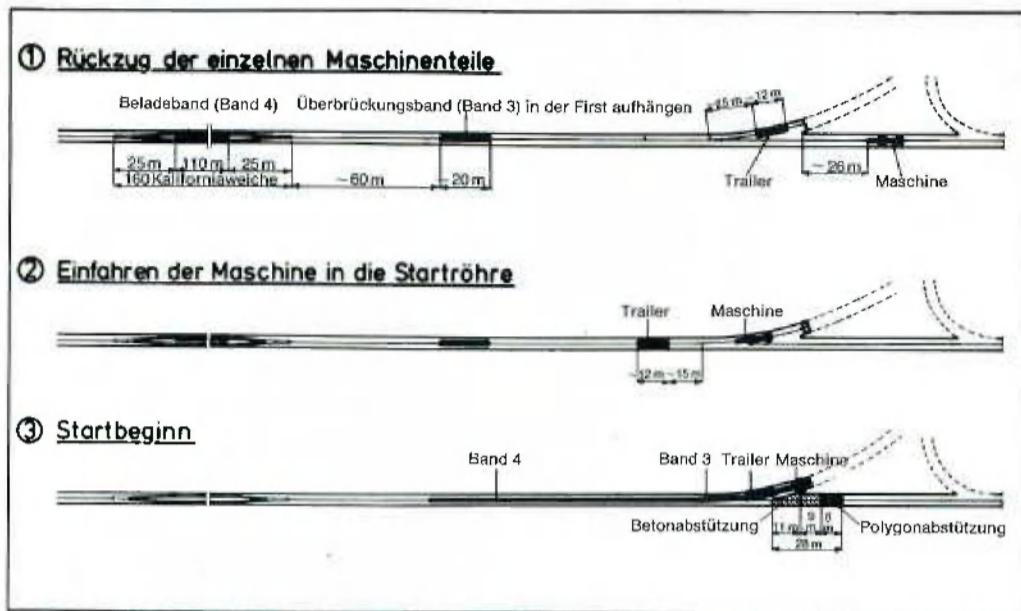 ① Rückzug der einzelnen Maschinenteile
Beladeband (Band 4) Überbrückungsband (Band 3) in der First aufhängen
~25 m ~12 m
25 m 110 m 25 m
160 Kaliforniaweiche ~60 m ~20 m Trailer ~26 m Maschine
② Einfahren der Maschine in die Startröhre
Trailer Maschine
~12 m ~15 m
③ Startbeginn
Band 4 Band 3 Trailer Maschine
Betonabstützung 11 m 9 m 8 m Polygonabstützung
28 m